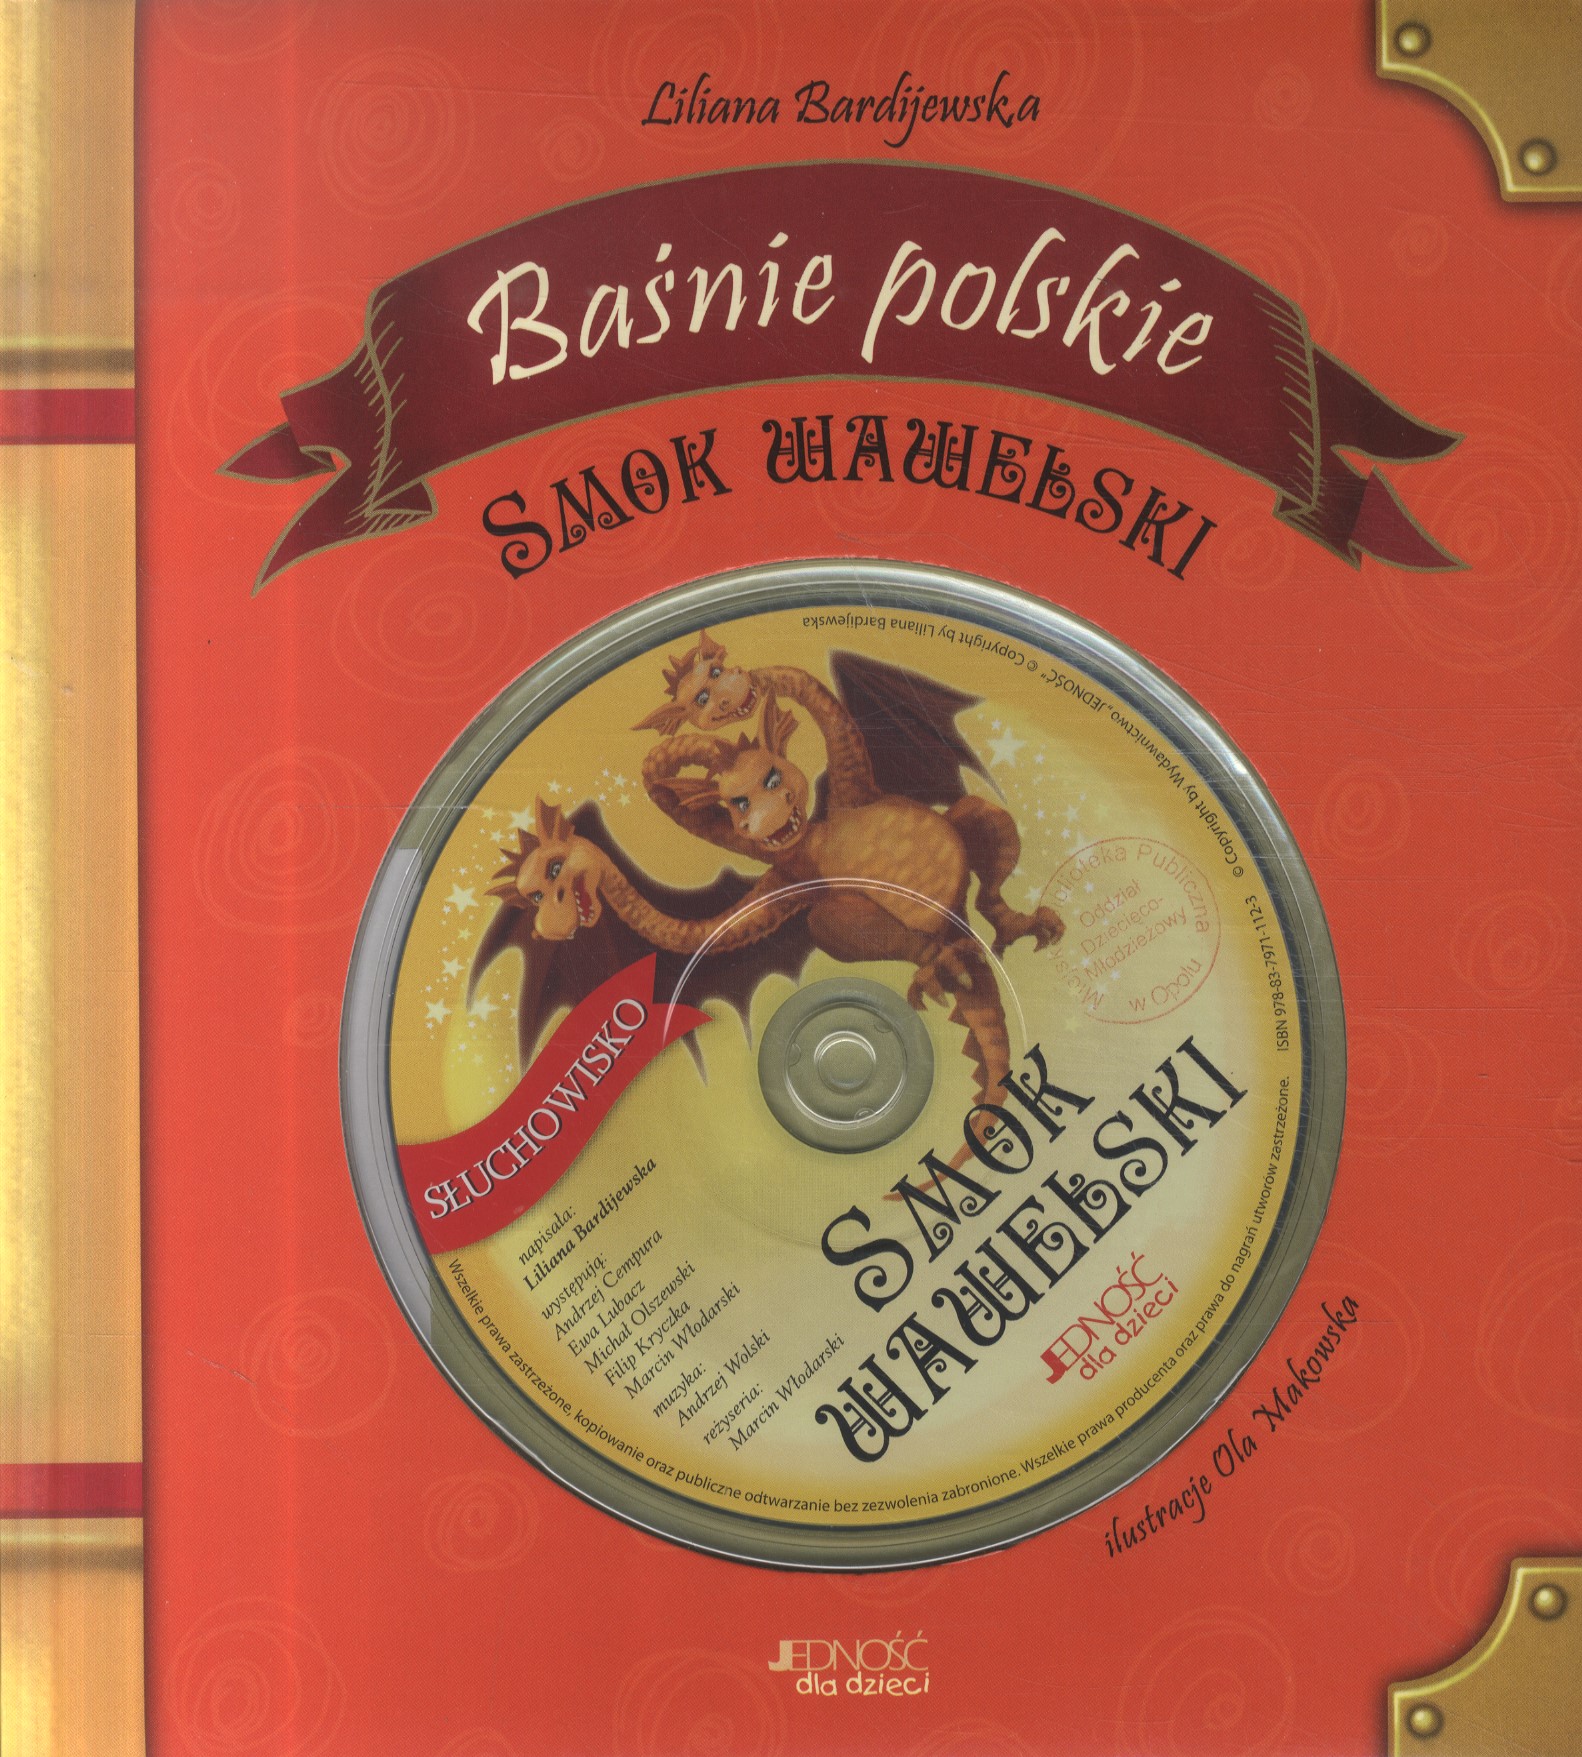 Liliana Bardijewska
Baśnie polskie
SMOK WAWELSKI
© Copyright by Wydawnictwo „JEDNOŚĆ" © Copyright by Liliana Bardijewska
ISBN 978-83-7971-112-3
Miejska Biblioteka Publiczna
Oddział
Dziecięco-
Młodzieżowy
w Opolu
SŁUCHOWISKO
napisała:
Liliana Bardijewska
występują:
Andrzej Cempura
Ewa Lubacz
Michał Olszewski
Filip Kryczka
Marcin Włodarski
muzyka:
Andrzej Wolski
reżyseria:
Marcin Włodarski
SMOK
WAWELSKI
JEDNOŚĆ
dla dzieci
Wszelkie prawa zastrzeżone, kopiowanie oraz publiczne odtwarzanie bez zezwolenia zabronione. Wszelkie prawa producenta oraz prawa do nagrań utworów zastrzeżone.
ilustracje Ola Makowska
JEDNOŚĆ
dla dzieci